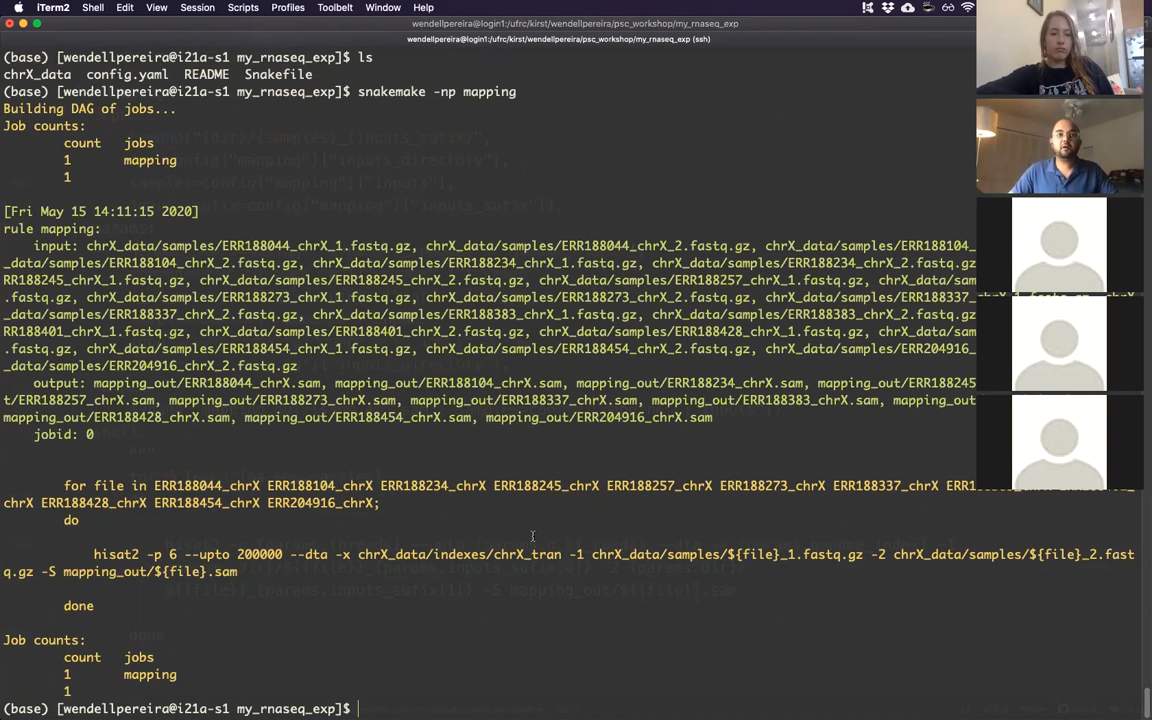 iTerm2 Shell Edit View Session Scripts Profiles Toolbelt Window Help
wendellpereira@login1:/ufrc/kirst/wendellpereira/psc_workshop/my_rnaseq_exp
wendellpereira@login1:/ufrc/kirst/wendellpereira/psc_workshop/my_rnaseq_exp (ssh)
(base) [wendellpereira@i21a-s1 my_rnaseq_exp]$ ls
chrX_data config.yaml README Snakefile
(base) [wendellpereira@i21a-s1 my_rnaseq_exp]$ snakemake -np mapping
Building DAG of jobs...
Job counts:
count jobs
1 mapping
1
[Fri May 15 14:11:15 2020]
rule mapping:
input: chrX_data/samples/ERR188044_chrX_1.fastq.gz, chrX_data/samples/ERR188044_chrX_2.fastq.gz, chrX_data/samples/ERR188104_
_data/samples/ERR188104_chrX_2.fastq.gz, chrX_data/samples/ERR188234_chrX_1.fastq.gz, chrX_data/samples/ERR188234_chrX_2.fastq.gz,
RR188245_chrX_1.fastq.gz, chrX_data/samples/ERR188245_chrX_2.fastq.gz, chrX_data/samples/ERR188257_chrX_1.fastq.gz, chrX_data/sam
.fastq.gz, chrX_data/samples/ERR188273_chrX_1.fastq.gz, chrX_data/samples/ERR188273_chrX_2.fastq.gz, chrX_data/samples/ERR188337_
_data/samples/ERR188337_chrX_2.fastq.gz, chrX_data/samples/ERR188383_chrX_1.fastq.gz, chrX_data/samples/ERR188383_chrX_2.fastq.gz
RR188401_chrX_1.fastq.gz, chrX_data/samples/ERR188401_chrX_2.fastq.gz, chrX_data/samples/ERR188428_chrX_1.fastq.gz, chrX_data/sam
.fastq.gz, chrX_data/samples/ERR188454_chrX_1.fastq.gz, chrX_data/samples/ERR188454_chrX_2.fastq.gz, chrX_data/samples/ERR204916_
_data/samples/ERR204916_chrX_2.fastq.gz
output: mapping_out/ERR188044_chrX.sam, mapping_out/ERR188104_chrX.sam, mapping_out/ERR188234_chrX.sam, mapping_out/ERR188245
t/ERR188257_chrX.sam, mapping_out/ERR188273_chrX.sam, mapping_out/ERR188337_chrX.sam, mapping_out/ERR188383_chrX.sam, mapping_out
mapping_out/ERR188428_chrX.sam, mapping_out/ERR188454_chrX.sam, mapping_out/ERR204916_chrX.sam
jobid: 0
for file in ERR188044_chrX ERR188104_chrX ERR188234_chrX ERR188245_chrX ERR188257_chrX ERR188273_chrX ERR188337_chrX
chrX ERR188428_chrX ERR188454_chrX ERR204916_chrX;
do
hisat2 -p 6 --upto 200000 --dta -x chrX_data/indexes/chrX_tran -1 chrX_data/samples/${file}_1.fastq.gz -2 chrX_data/samples/${file}_2.fast
q.gz -S mapping_out/${file}.sam
done
Job counts:
count jobs
1 mapping
1
(base) [wendellpereira@i21a-s1 my_rnaseq_exp]$